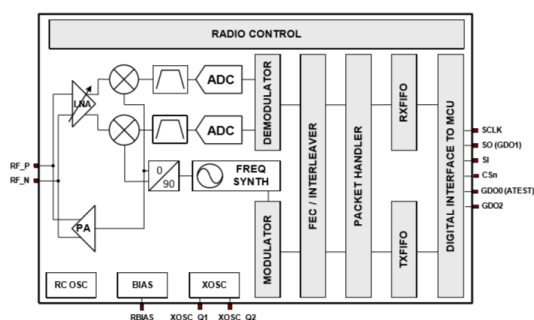 RADIO CONTROL
LNA
ADC
ADC
DEMODULATOR
FEC / INTERLEAVER
PACKET HANDLER
RXFIFO
DIGITAL INTERFACE TO MCU
SCLK
SO (GDO1)
SI
CSn
GDO0 (ATEST)
GDO2
RF_P
RF_N
0
90
FREQ
SYNTH
PA
MODULATOR
TXFIFO
RC OSC
BIAS
XOSC
RBIAS
XOSC_Q1
XOSC_Q2